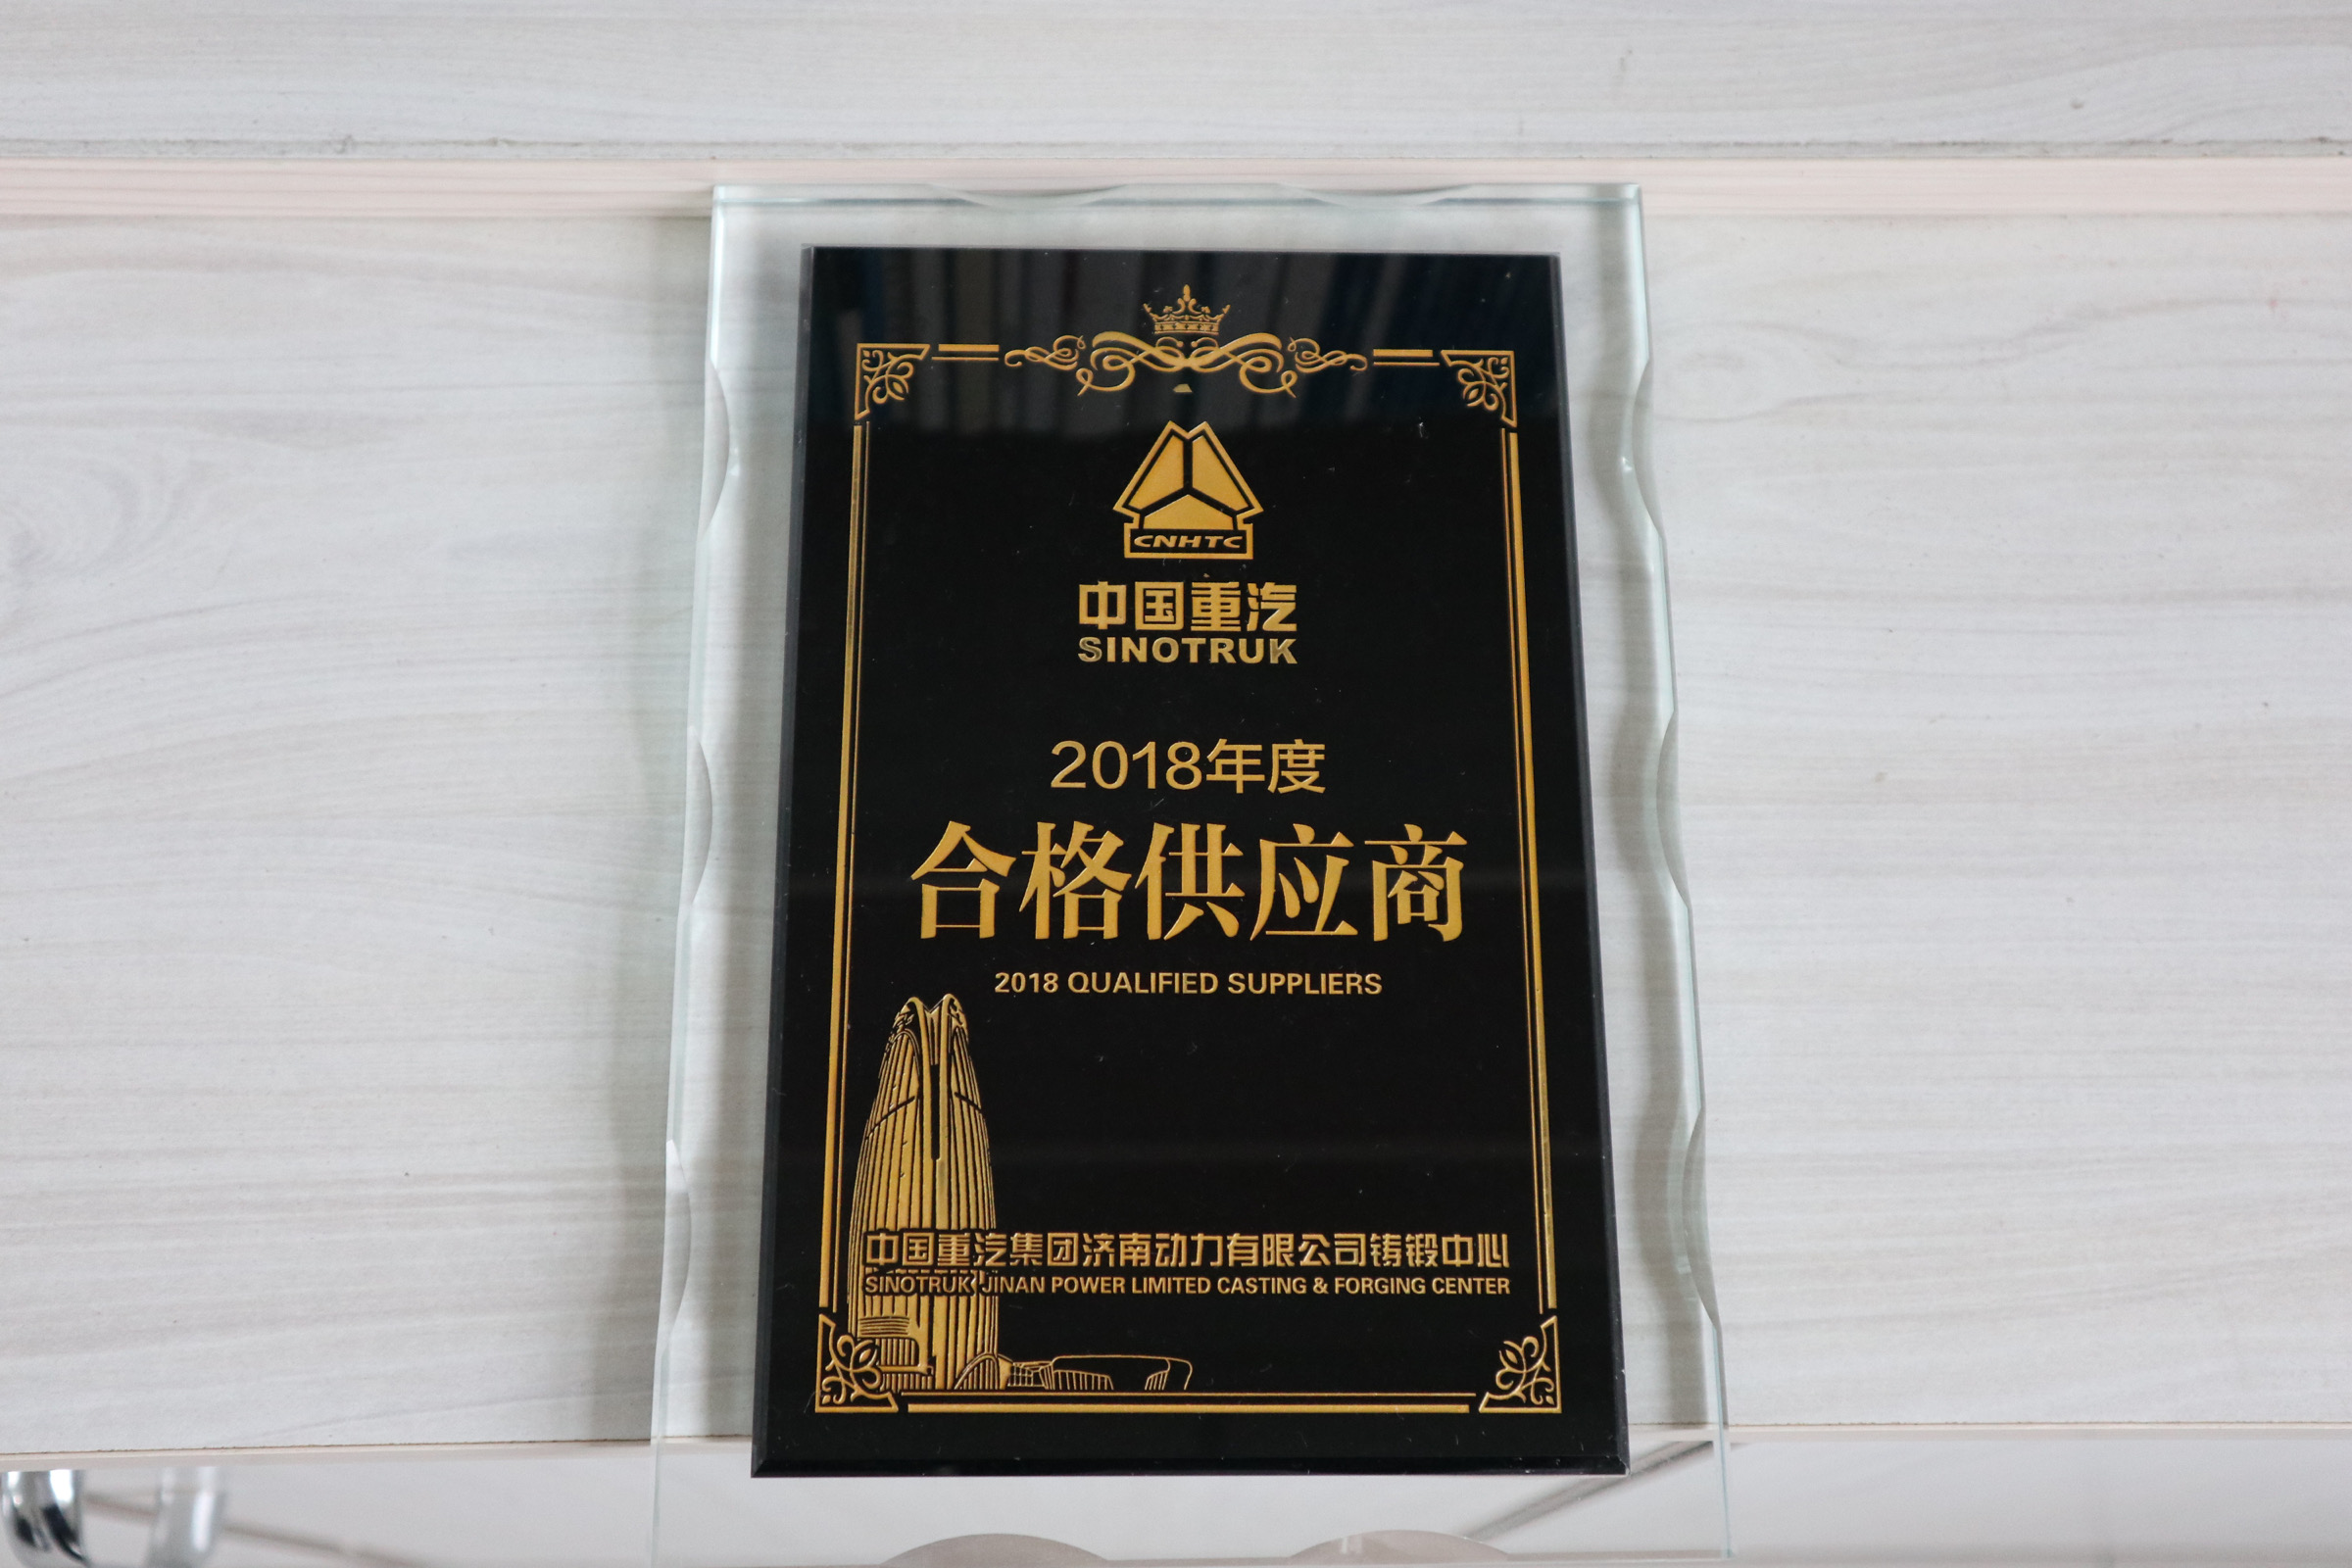 CNHTC
中国重汽
SINOTRUK
2018年度
合格供应商
2018 QUALIFIED SUPPLIERS
中国重汽集团济南动力有限公司铸锻中心
SINOTRUK JINAN POWER LIMITED CASTING & FORGING CENTER